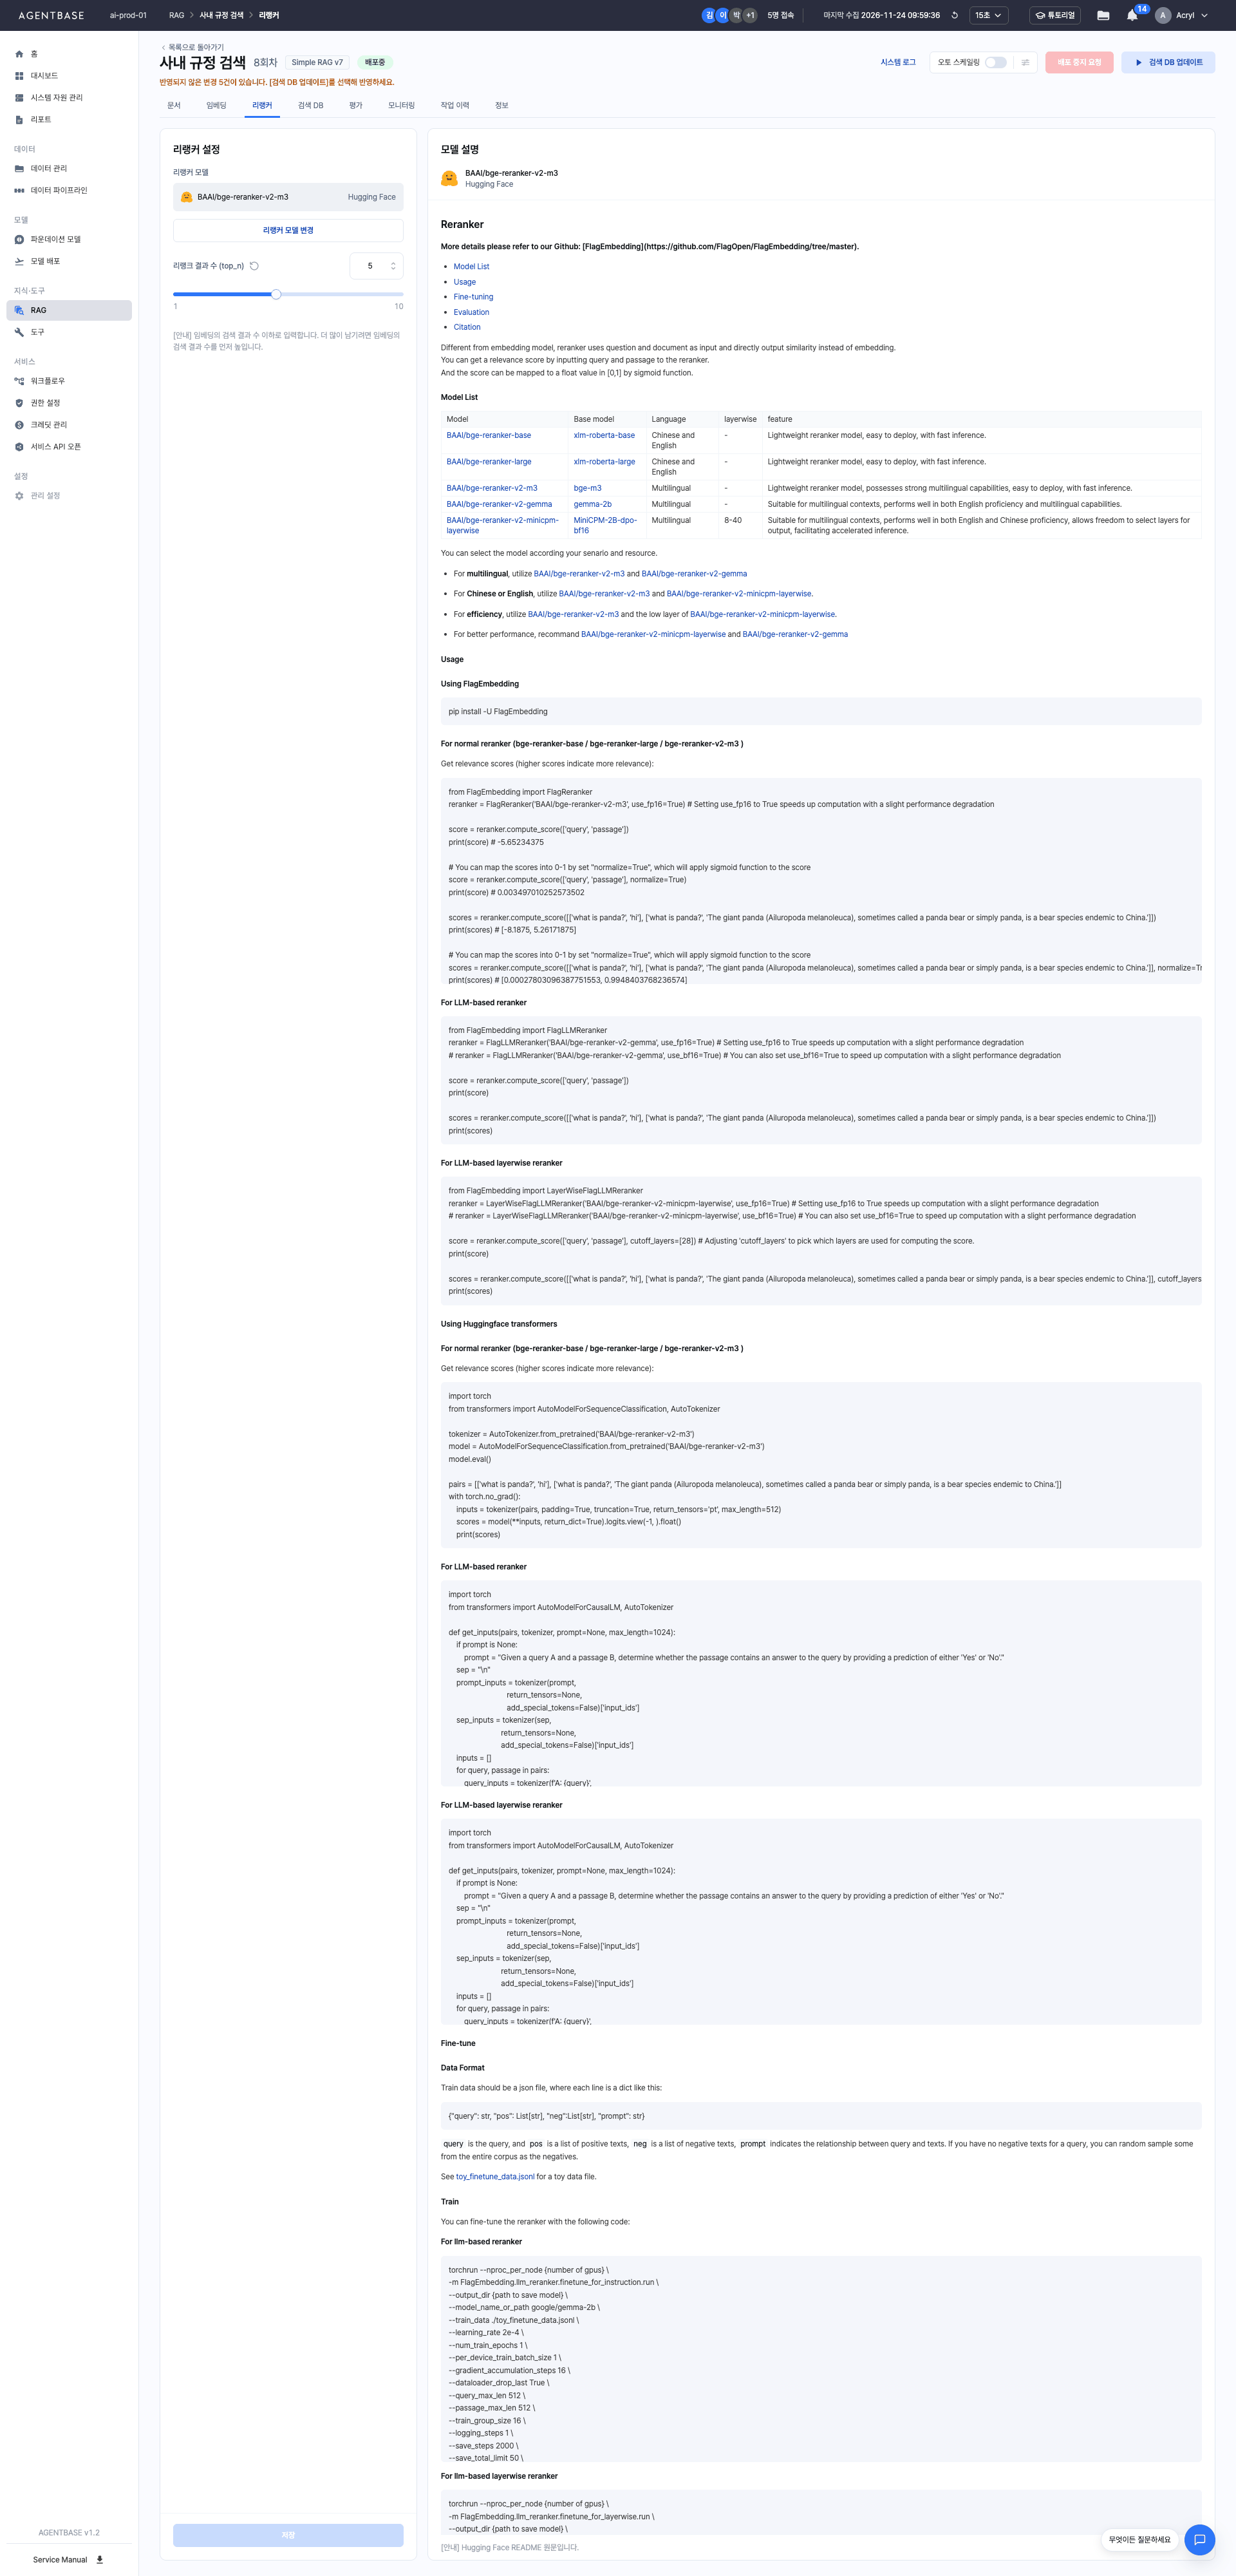 AGENTBASE
ai-prod-01
RAG > 사내 규정 검색 > 리랭커
김 이 박 +1 5명 접속
마지막 수집 2026-11-24 09:59:36
15초
튜토리얼
14
A Acryl
홈
대시보드
시스템 자원 관리
리포트
데이터
데이터 관리
데이터 파이프라인
모델
파운데이션 모델
모델 배포
지식·도구
RAG
도구
서비스
워크플로우
권한 설정
크레딧 관리
서비스 API 오픈
설정
관리 설정
AGENTBASE v1.2
Service Manual
목록으로 돌아가기
사내 규정 검색 8회차 Simple RAG v7 배포중
반영되지 않은 변경 5건이 있습니다. [검색 DB 업데이트]를 선택해 반영하세요.
시스템 로그
오토 스케일링
배포 중지 요청
검색 DB 업데이트
문서 임베딩 리랭커 검색 DB 평가 모니터링 작업 이력 정보
리랭커 설정
리랭커 모델
BAAI/bge-reranker-v2-m3 Hugging Face
리랭커 모델 변경
리랭크 결과 수 (top_n) 5
1 10
[안내] 임베딩의 검색 결과 수 이하로 입력합니다. 더 많이 남기려면 임베딩의
검색 결과 수를 먼저 높입니다.
저장
모델 설명
BAAI/bge-reranker-v2-m3
Hugging Face
Reranker
More details please refer to our Github: [FlagEmbedding](https://github.com/FlagOpen/FlagEmbedding/tree/master).
Model List
Usage
Fine-tuning
Evaluation
Citation
Different from embedding model, reranker uses question and document as input and directly output similarity instead of embedding.
You can get a relevance score by inputting query and passage to the reranker.
And the score can be mapped to a float value in [0,1] by sigmoid function.
Model List
Model Base model Language layerwise feature
BAAI/bge-reranker-base xlm-roberta-base Chinese and English - Lightweight reranker model, easy to deploy, with fast inference.
BAAI/bge-reranker-large xlm-roberta-large Chinese and English - Lightweight reranker model, easy to deploy, with fast inference.
BAAI/bge-reranker-v2-m3 bge-m3 Multilingual - Lightweight reranker model, possesses strong multilingual capabilities, easy to deploy, with fast inference.
BAAI/bge-reranker-v2-gemma gemma-2b Multilingual - Suitable for multilingual contexts, performs well in both English proficiency and multilingual capabilities.
BAAI/bge-reranker-v2-minicpm-layerwise MiniCPM-2B-dpo-bf16 Multilingual 8-40 Suitable for multilingual contexts, performs well in both English and Chinese proficiency, allows freedom to select layers for output, facilitating accelerated inference.
You can select the model according your senario and resource.
For multilingual, utilize BAAI/bge-reranker-v2-m3 and BAAI/bge-reranker-v2-gemma
For Chinese or English, utilize BAAI/bge-reranker-v2-m3 and BAAI/bge-reranker-v2-minicpm-layerwise.
For efficiency, utilize BAAI/bge-reranker-v2-m3 and the low layer of BAAI/bge-reranker-v2-minicpm-layerwise.
For better performance, recommand BAAI/bge-reranker-v2-minicpm-layerwise and BAAI/bge-reranker-v2-gemma
Usage
Using FlagEmbedding
pip install -U FlagEmbedding
For normal reranker (bge-reranker-base / bge-reranker-large / bge-reranker-v2-m3 )
Get relevance scores (higher scores indicate more relevance):
from FlagEmbedding import FlagReranker
reranker = FlagReranker('BAAI/bge-reranker-v2-m3', use_fp16=True) # Setting use_fp16 to True speeds up computation with a slight performance degradation
score = reranker.compute_score(['query', 'passage'])
print(score) # -5.65234375
# You can map the scores into 0-1 by set "normalize=True", which will apply sigmoid function to the score
score = reranker.compute_score(['query', 'passage'], normalize=True)
print(score) # 0.003497010252573502
scores = reranker.compute_score([['what is panda?', 'hi'], ['what is panda?', 'The giant panda (Ailuropoda melanoleuca), sometimes called a panda bear or simply panda, is a bear species endemic to China.']])
print(scores) # [-8.1875, 5.26171875]
# You can map the scores into 0-1 by set "normalize=True", which will apply sigmoid function to the score
scores = reranker.compute_score([['what is panda?', 'hi'], ['what is panda?', 'The giant panda (Ailuropoda melanoleuca), sometimes called a panda bear or simply panda, is a bear species endemic to China.']], normalize=Tr
print(scores) # [0.00027803096387751553, 0.9948403768236574]
For LLM-based reranker
from FlagEmbedding import FlagLLMReranker
reranker = FlagLLMReranker('BAAI/bge-reranker-v2-gemma', use_fp16=True) # Setting use_fp16 to True speeds up computation with a slight performance degradation
# reranker = FlagLLMReranker('BAAI/bge-reranker-v2-gemma', use_bf16=True) # You can also set use_bf16=True to speed up computation with a slight performance degradation
score = reranker.compute_score(['query', 'passage'])
print(score)
scores = reranker.compute_score([['what is panda?', 'hi'], ['what is panda?', 'The giant panda (Ailuropoda melanoleuca), sometimes called a panda bear or simply panda, is a bear species endemic to China.']])
print(scores)
For LLM-based layerwise reranker
from FlagEmbedding import LayerWiseFlagLLMReranker
reranker = LayerWiseFlagLLMReranker('BAAI/bge-reranker-v2-minicpm-layerwise', use_fp16=True) # Setting use_fp16 to True speeds up computation with a slight performance degradation
# reranker = LayerWiseFlagLLMReranker('BAAI/bge-reranker-v2-minicpm-layerwise', use_bf16=True) # You can also set use_bf16=True to speed up computation with a slight performance degradation
score = reranker.compute_score(['query', 'passage'], cutoff_layers=[28]) # Adjusting 'cutoff_layers' to pick which layers are used for computing the score.
print(score)
scores = reranker.compute_score([['what is panda?', 'hi'], ['what is panda?', 'The giant panda (Ailuropoda melanoleuca), sometimes called a panda bear or simply panda, is a bear species endemic to China.']], cutoff_layers
print(scores)
Using Huggingface transformers
For normal reranker (bge-reranker-base / bge-reranker-large / bge-reranker-v2-m3 )
Get relevance scores (higher scores indicate more relevance):
import torch
from transformers import AutoModelForSequenceClassification, AutoTokenizer
tokenizer = AutoTokenizer.from_pretrained('BAAI/bge-reranker-v2-m3')
model = AutoModelForSequenceClassification.from_pretrained('BAAI/bge-reranker-v2-m3')
model.eval()
pairs = [['what is panda?', 'hi'], ['what is panda?', 'The giant panda (Ailuropoda melanoleuca), sometimes called a panda bear or simply panda, is a bear species endemic to China.']]
with torch.no_grad():
inputs = tokenizer(pairs, padding=True, truncation=True, return_tensors='pt', max_length=512)
scores = model(**inputs, return_dict=True).logits.view(-1, ).float()
print(scores)
For LLM-based reranker
import torch
from transformers import AutoModelForCausalLM, AutoTokenizer
def get_inputs(pairs, tokenizer, prompt=None, max_length=1024):
if prompt is None:
prompt = "Given a query A and a passage B, determine whether the passage contains an answer to the query by providing a prediction of either 'Yes' or 'No'."
sep = "\n"
prompt_inputs = tokenizer(prompt,
return_tensors=None,
add_special_tokens=False)['input_ids']
sep_inputs = tokenizer(sep,
return_tensors=None,
add_special_tokens=False)['input_ids']
inputs = []
for query, passage in pairs:
query_inputs = tokenizer(f'A: {query}',
For LLM-based layerwise reranker
import torch
from transformers import AutoModelForCausalLM, AutoTokenizer
def get_inputs(pairs, tokenizer, prompt=None, max_length=1024):
if prompt is None:
prompt = "Given a query A and a passage B, determine whether the passage contains an answer to the query by providing a prediction of either 'Yes' or 'No'."
sep = "\n"
prompt_inputs = tokenizer(prompt,
return_tensors=None,
add_special_tokens=False)['input_ids']
sep_inputs = tokenizer(sep,
return_tensors=None,
add_special_tokens=False)['input_ids']
inputs = []
for query, passage in pairs:
query_inputs = tokenizer(f'A: {query}',
Fine-tune
Data Format
Train data should be a json file, where each line is a dict like this:
{"query": str, "pos": List[str], "neg":List[str], "prompt": str}
query is the query, and pos is a list of positive texts, neg is a list of negative texts, prompt indicates the relationship between query and texts. If you have no negative texts for a query, you can random sample some
from the entire corpus as the negatives.
See toy_finetune_data.jsonl for a toy data file.
Train
You can fine-tune the reranker with the following code:
For llm-based reranker
torchrun --nproc_per_node {number of gpus} \
-m FlagEmbedding.llm_reranker.finetune_for_instruction.run \
--output_dir {path to save model} \
--model_name_or_path google/gemma-2b \
--train_data ./toy_finetune_data.jsonl \
--learning_rate 2e-4 \
--num_train_epochs 1 \
--per_device_train_batch_size 1 \
--gradient_accumulation_steps 16 \
--dataloader_drop_last True \
--query_max_len 512 \
--passage_max_len 512 \
--train_group_size 16 \
--logging_steps 1 \
--save_steps 2000 \
--save_total_limit 50 \
For llm-based layerwise reranker
torchrun --nproc_per_node {number of gpus} \
-m FlagEmbedding.llm_reranker.finetune_for_layerwise.run \
--output_dir {path to save model} \
[안내] Hugging Face README 원문입니다.
무엇이든 질문하세요